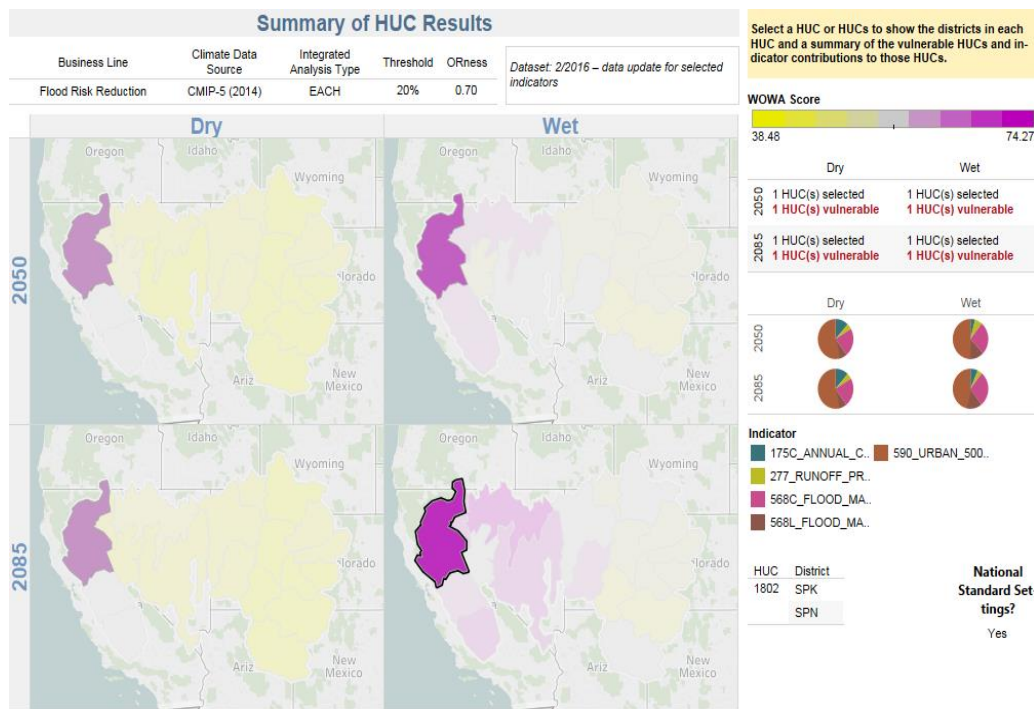 Summary of HUC Results
Business Line
Climate Data
Source
Integrated
Analysis Type
Threshold
ORness
Flood Risk Reduction
CMIP-5 (2014)
EACH
20%
0.70
Dataset: 2/2016 – data update for selected
indicators
Select a HUC or HUCs to show the districts in each
HUC and a summary of the vulnerable HUCs and in-
dicator contributions to those HUCs.
WOWA Score
38.48
74.27
Dry
Wet
2050
Oregon
Idaho
Wyoming
Colorado
Ariz
New
Mexico
Oregon
Idaho
Wyoming
olorado
Ariz
New
Mexico
2085
Oregon
Idaho
Wyoming
olorado
Ariz
New
Mexico
Oregon
Idaho
Wyoming
olorado
Ariz
New
Mexico
Dry
Wet
2050
1 HUC(s) selected
1 HUC(s) vulnerable
1 HUC(s) selected
1 HUC(s) vulnerable
2085
1 HUC(s) selected
1 HUC(s) vulnerable
1 HUC(s) selected
1 HUC(s) vulnerable
Dry
Wet
2050
2085
Indicator
175C_ANNUAL_C..
590_URBAN_500..
277_RUNOFF_PR..
568C_FLOOD_MA..
568L_FLOOD_MA..
HUC
District
1802
SPK
SPN
National
Standard Set-
tings?
Yes